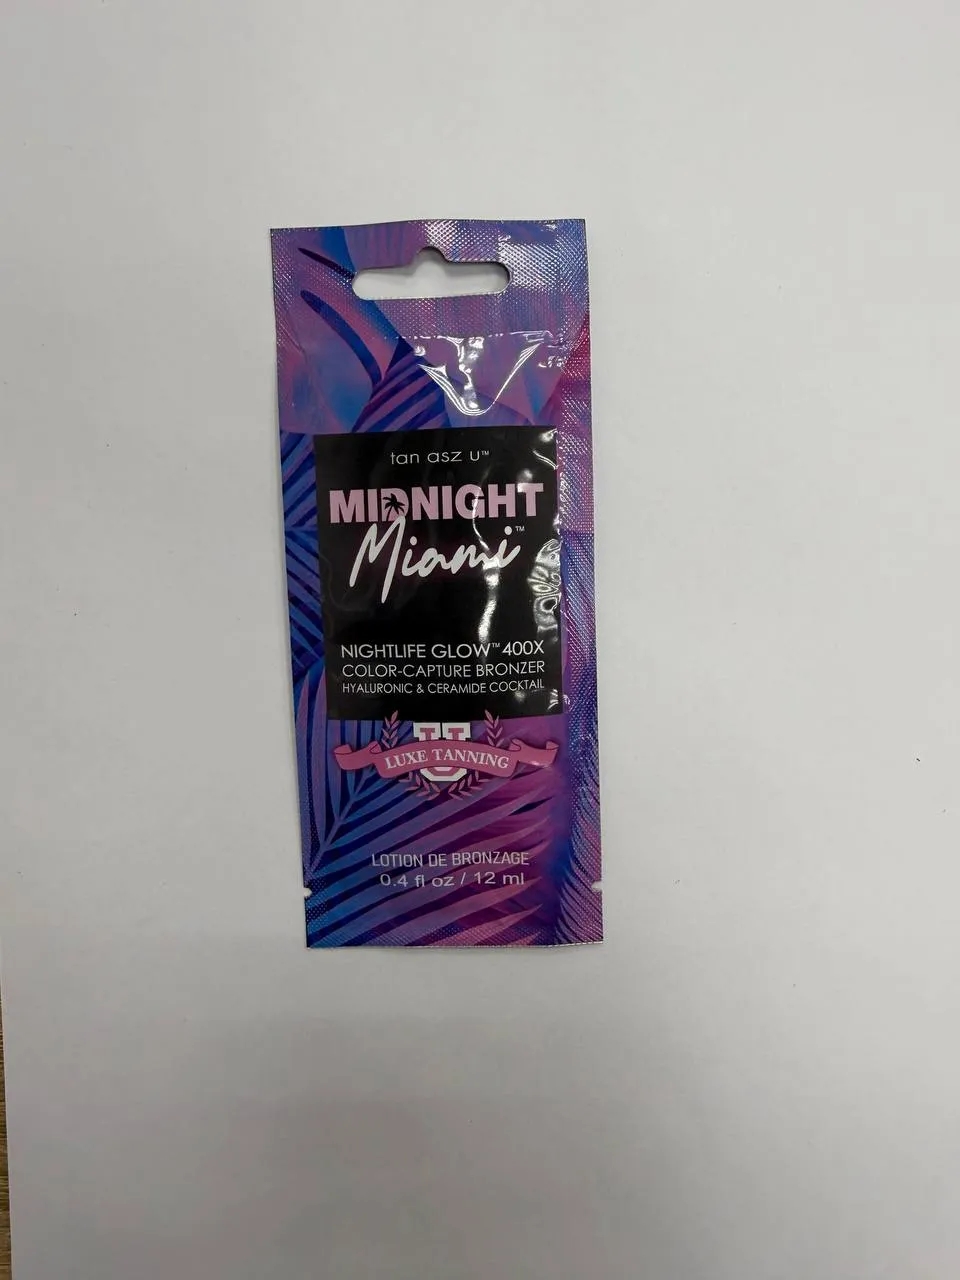 tan asz u™
MIDNIGHT
Miami™
NIGHTLIFE GLOW™ 400X
COLOR-CAPTURE BRONZER
HYALURONIC & CERAMIDE COCKTAIL
U
LUXE TANNING
LOTION DE BRONZAGE
0.4 fl oz / 12 ml